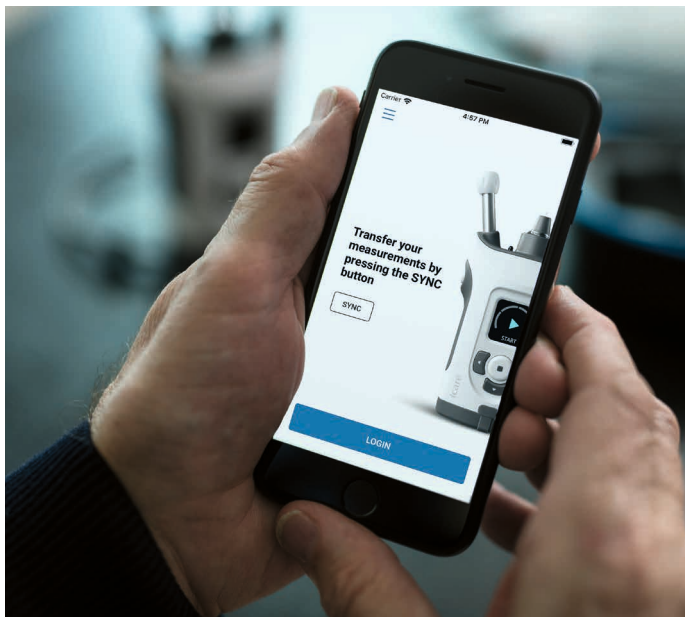 Carrier
4:57 PM
Transfer your
measurements by
pressing the SYNC
button
SYNC
START
LOGIN